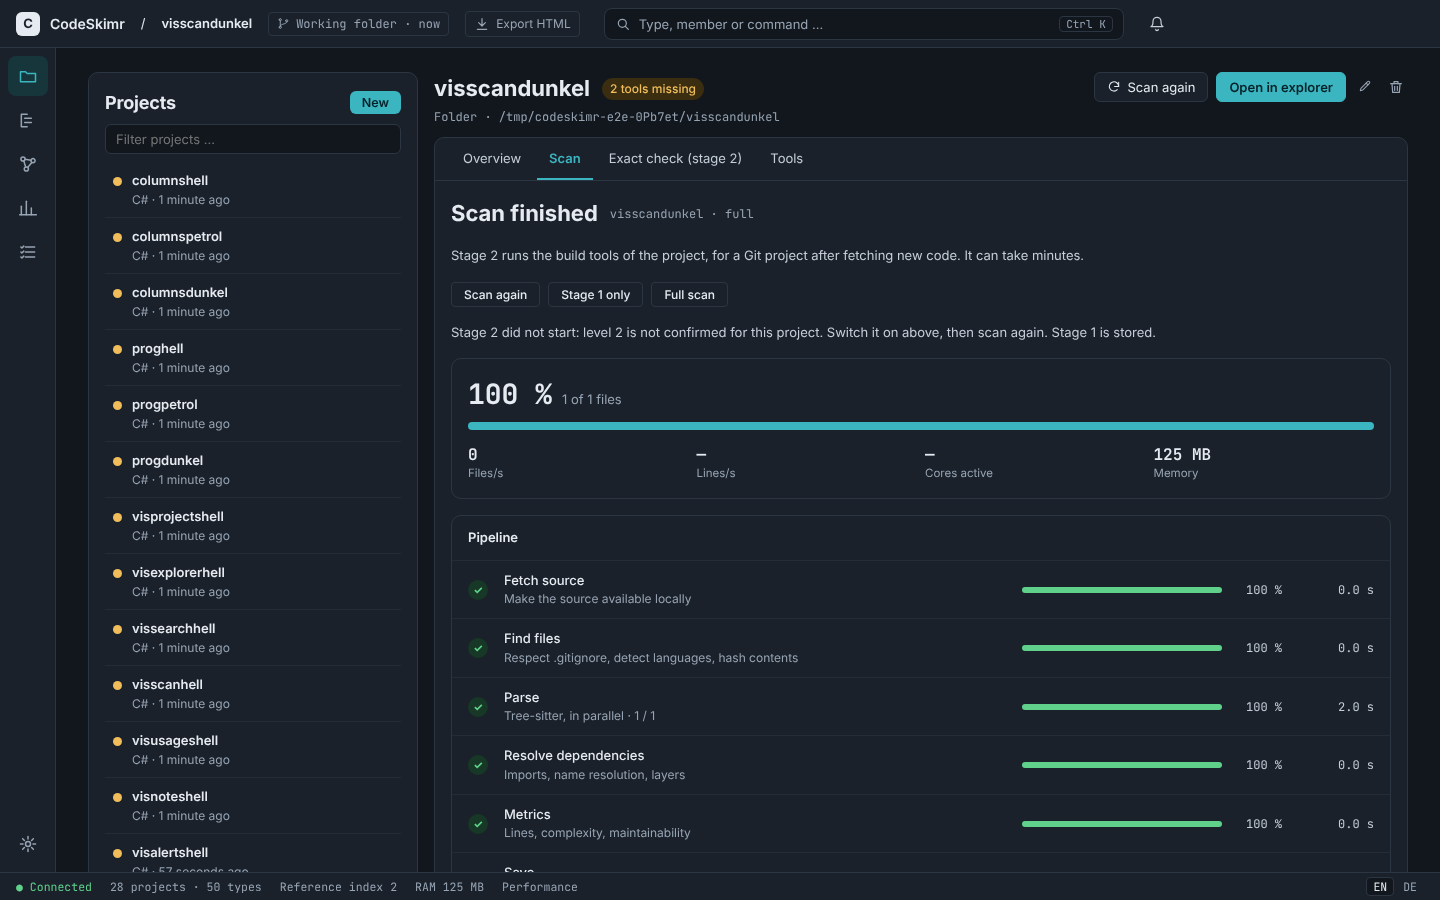 C CodeSkimr / visscandunkel Working folder · now Export HTML Type, member or command ... Ctrl K
Projects
New
Filter projects ...
columnshell
C# · 1 minute ago
columnspetrol
C# · 1 minute ago
columnsdunkel
C# · 1 minute ago
proghell
C# · 1 minute ago
progpetrol
C# · 1 minute ago
progdunkel
C# · 1 minute ago
visprojectshell
C# · 1 minute ago
visexplorerhell
C# · 1 minute ago
vissearchhell
C# · 1 minute ago
visscanhell
C# · 1 minute ago
visusageshell
C# · 1 minute ago
visnoteshell
C# · 1 minute ago
visalertshell
C# · 57 seconds ago
visscandunkel 2 tools missing
Scan again Open in explorer
Folder · /tmp/codeskimr-e2e-0Pb7et/visscandunkel
Overview Scan Exact check (stage 2) Tools
Scan finished visscandunkel · full
Stage 2 runs the build tools of the project, for a Git project after fetching new code. It can take minutes.
Scan again Stage 1 only Full scan
Stage 2 did not start: level 2 is not confirmed for this project. Switch it on above, then scan again. Stage 1 is stored.
100 % 1 of 1 files
0 – – 125 MB
Files/s Lines/s Cores active Memory
Pipeline
Fetch source
Make the source available locally
100 % 0.0 s
Find files
Respect .gitignore, detect languages, hash contents
100 % 0.0 s
Parse
Tree-sitter, in parallel · 1 / 1
100 % 2.0 s
Resolve dependencies
Imports, name resolution, layers
100 % 0.0 s
Metrics
Lines, complexity, maintainability
100 % 0.0 s
Save
Connected 28 projects · 50 types Reference index 2 RAM 125 MB Performance EN DE